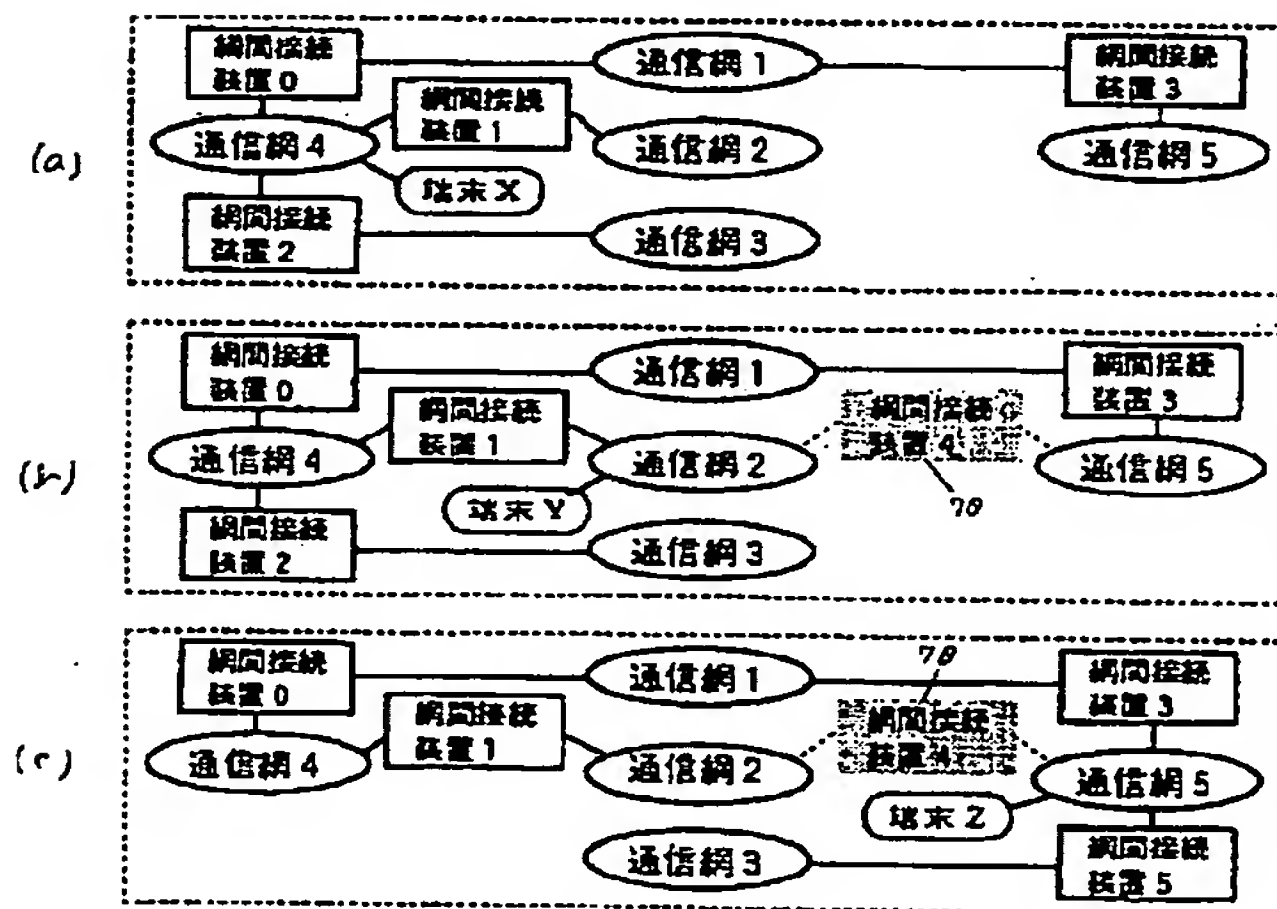 (a)
網間接続
装置0
通信網1
網間接続
装置3
網間接続
装置1
通信網4
通信網2
通信網5
端末X
網間接続
装置2
通信網3
(b)
網間接続
装置0
通信網1
網間接続
装置3
網間接続
装置1
網間接続
装置4
通信網4
通信網2
通信網5
78
端末Y
網間接続
装置2
通信網3
(c)
網間接続
装置0
通信網1
78
網間接続
装置3
網間接続
装置1
網間接続
装置4
通信網4
通信網2
通信網5
端末Z
通信網3
網間接続
装置5